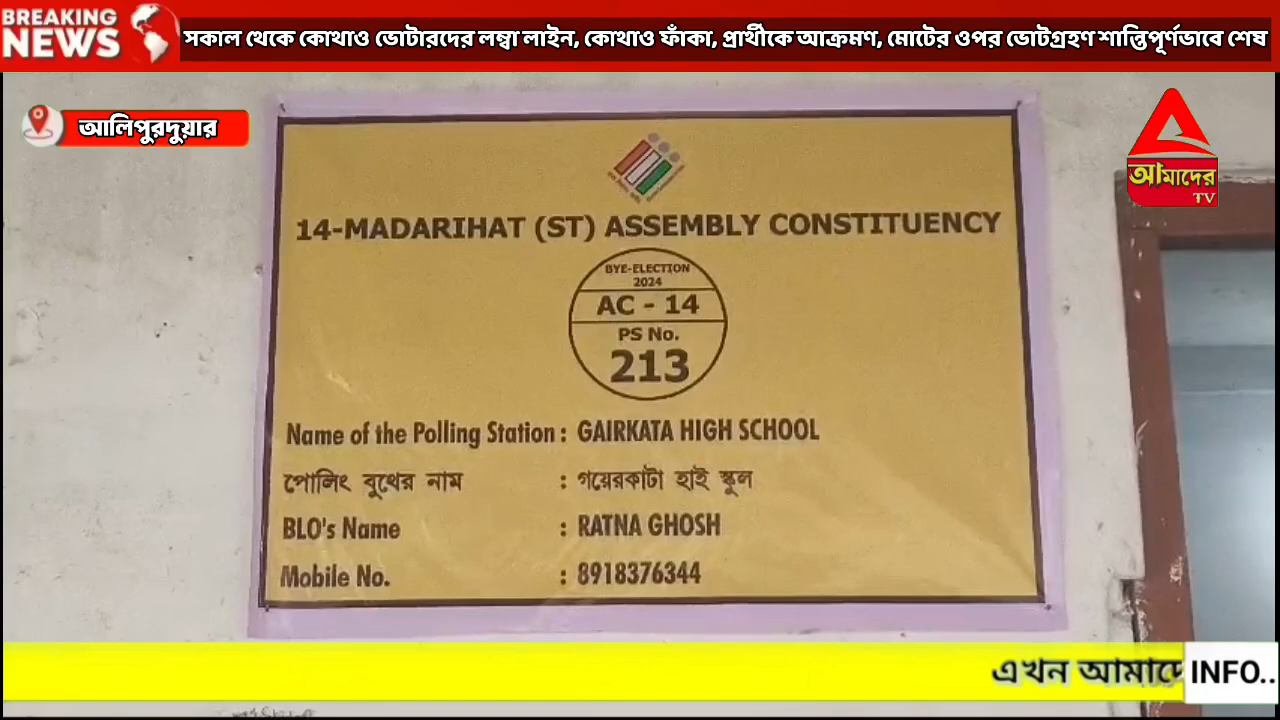 BREAKING
NEWS
সকাল থেকে কোথাও ভোটারদের লম্বা লাইন, কোথাও ফাঁকা, প্রার্থীকে আক্রমণ, মোটের ওপর ভোটগ্রহণ শান্তিপূর্ণভাবে শেষ
আলিপুরদুয়ার
আমাদের
TV
14-MADARIHAT (ST) ASSEMBLY CONSTITUENCY
BYE-ELECTION
2024
AC - 14
PS No.
213
Name of the Polling Station : GAIRKATA HIGH SCHOOL
পোলিং বুথের নাম : গয়েরকাটা হাই স্কুল
BLO's Name : RATNA GHOSH
Mobile No. : 8918376344
এখন আমাদে
INFO..